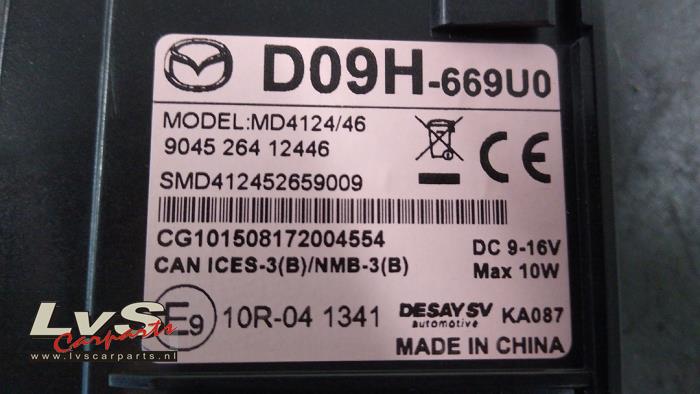 D09H-669U0
MODEL:MD4124/46
9045 264 12446
SMD412452659009
CG101508172004554
CAN ICES-3(B)/NMB-3(B)
CE
DC 9-16V
Max 10W
E9 10R-04 1341
DESAY SV automotive
KA087
MADE IN CHINA
LvS
Carparts
www.lvscarparts.nl